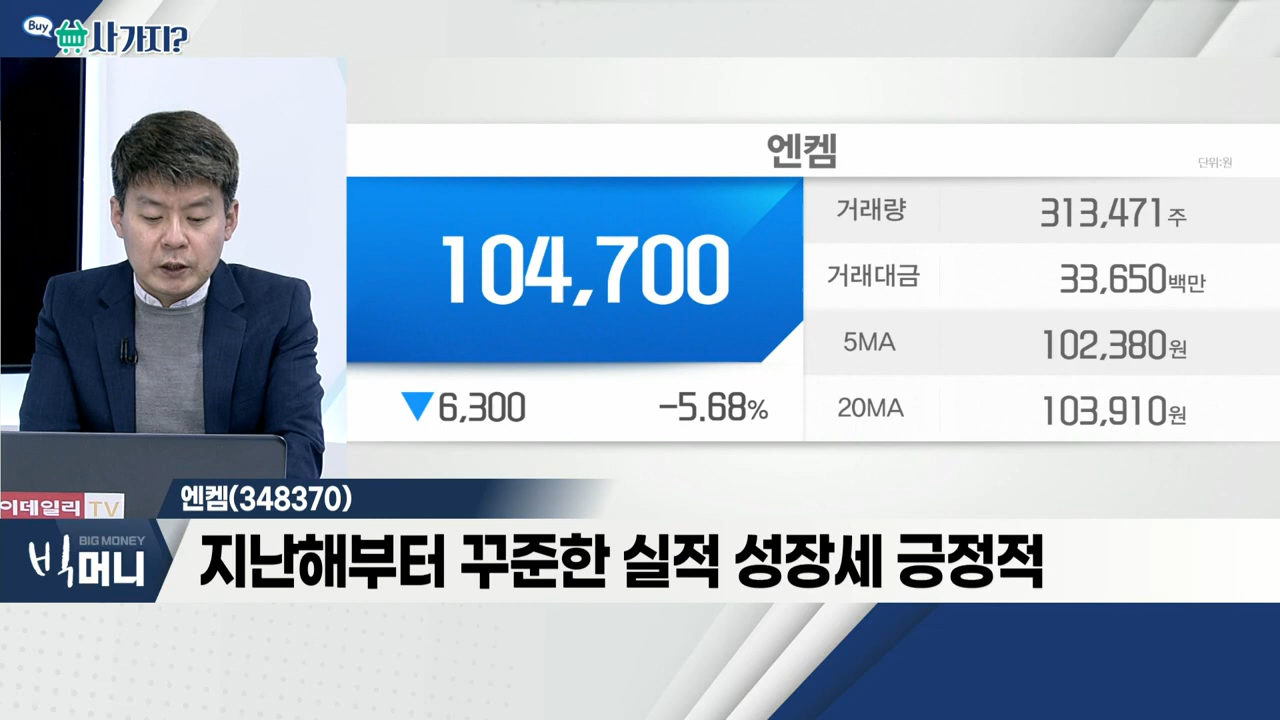 Buy
사가지?
엔켐
단위:원
104,700
▼6,300 -5.68%
거래량 313,471주
거래대금 33,650백만
5MA 102,380원
20MA 103,910원
이데일리TV
엔켐(348370)
BIG MONEY
빅머니
지난해부터 꾸준한 실적 성장세 긍정적